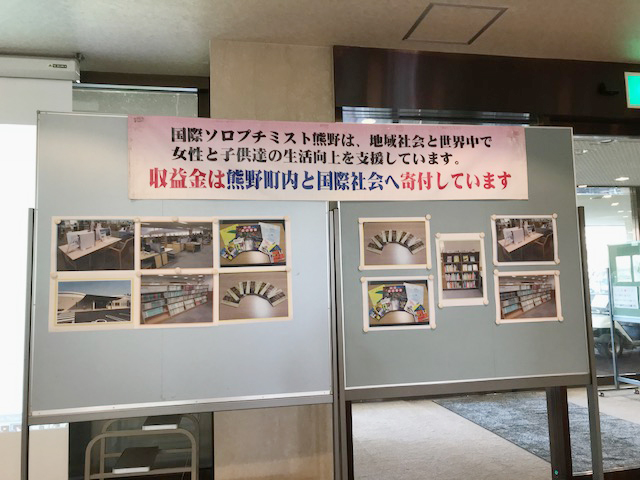 国際ソロプチミスト熊野は、地域社会と世界中で
女性と子供達の生活向上を支援しています。
収益金は熊野町内と国際社会へ寄付しています